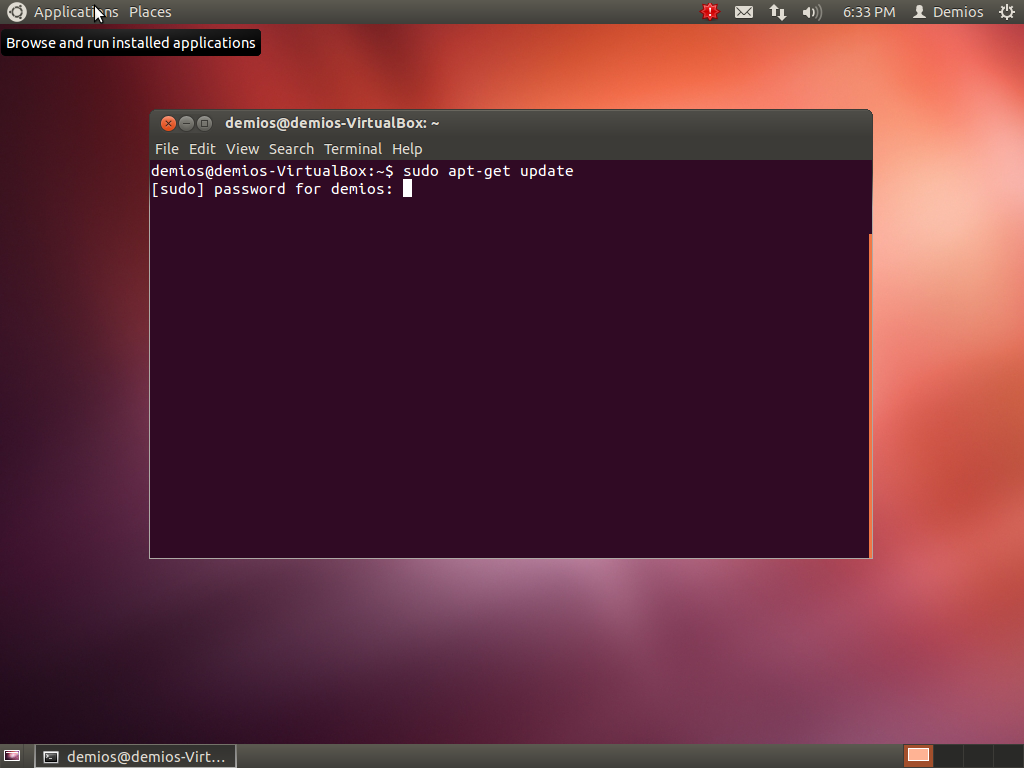 Applications Places 6:33 PM Demios
Browse and run installed applications
demios@demios-VirtualBox: ~
File Edit View Search Terminal Help
demios@demios-VirtualBox:~$ sudo apt-get update
[sudo] password for demios:
demios@demios-Virt...